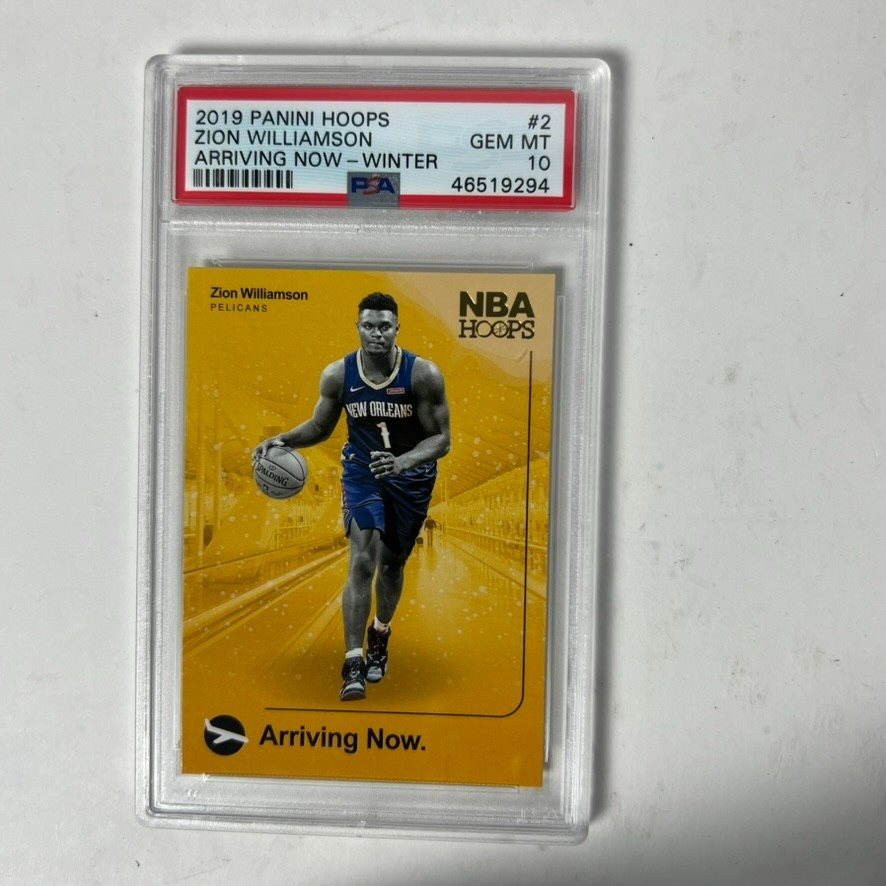 2019 PANINI HOOPS #2
ZION WILLIAMSON GEM MT
ARRIVING NOW – WINTER 10
PSA 46519294
Zion Williamson
PELICANS
NBA
HOOPS
NEW ORLEANS
1
SPALDING
Arriving Now.